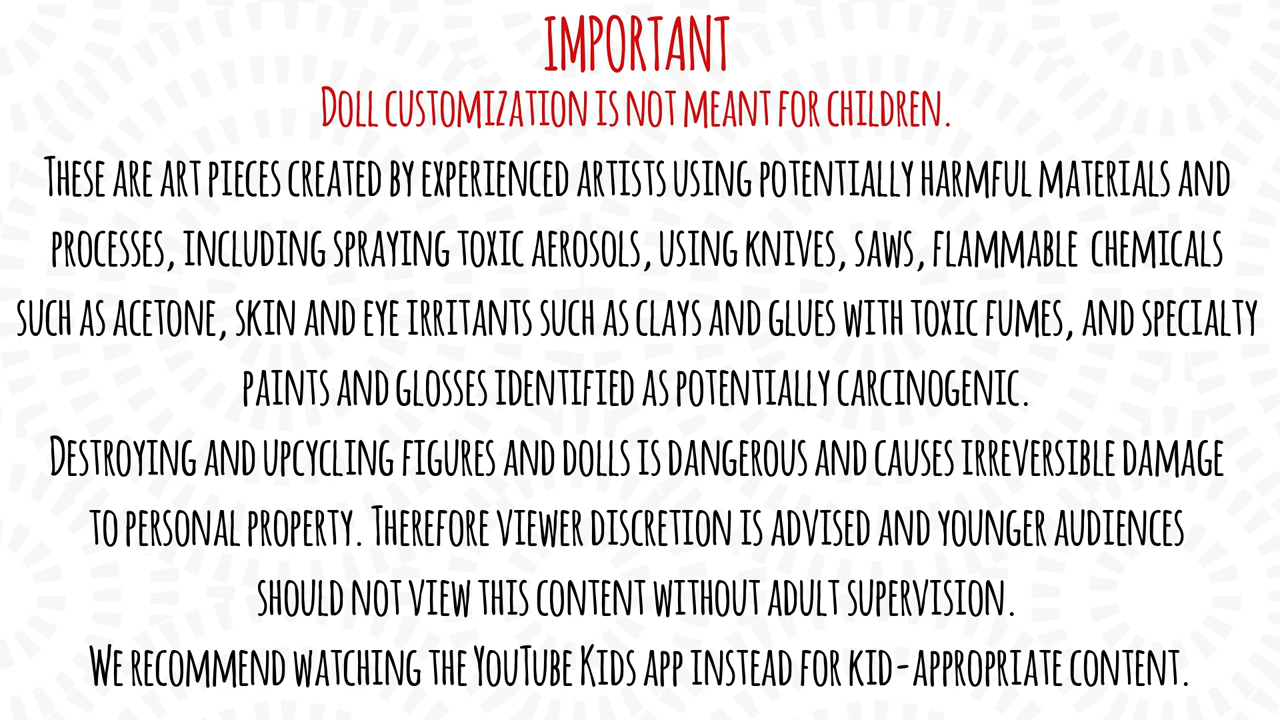 IMPORTANT
DOLL CUSTOMIZATION IS NOT MEANT FOR CHILDREN.
THESE ARE ART PIECES CREATED BY EXPERIENCED ARTISTS USING POTENTIALLY HARMFUL MATERIALS AND
PROCESSES, INCLUDING SPRAYING TOXIC AEROSOLS, USING KNIVES, SAWS, FLAMMABLE CHEMICALS
SUCH AS ACETONE, SKIN AND EYE IRRITANTS SUCH AS CLAYS AND GLUES WITH TOXIC FUMES, AND SPECIALTY
PAINTS AND GLOSSES IDENTIFIED AS POTENTIALLY CARCINOGENIC.
DESTROYING AND UPCYCLING FIGURES AND DOLLS IS DANGEROUS AND CAUSES IRREVERSIBLE DAMAGE
TO PERSONAL PROPERTY. THEREFORE VIEWER DISCRETION IS ADVISED AND YOUNGER AUDIENCES
SHOULD NOT VIEW THIS CONTENT WITHOUT ADULT SUPERVISION.
WE RECOMMEND WATCHING THE YOUTUBE KIDS APP INSTEAD FOR KID-APPROPRIATE CONTENT.